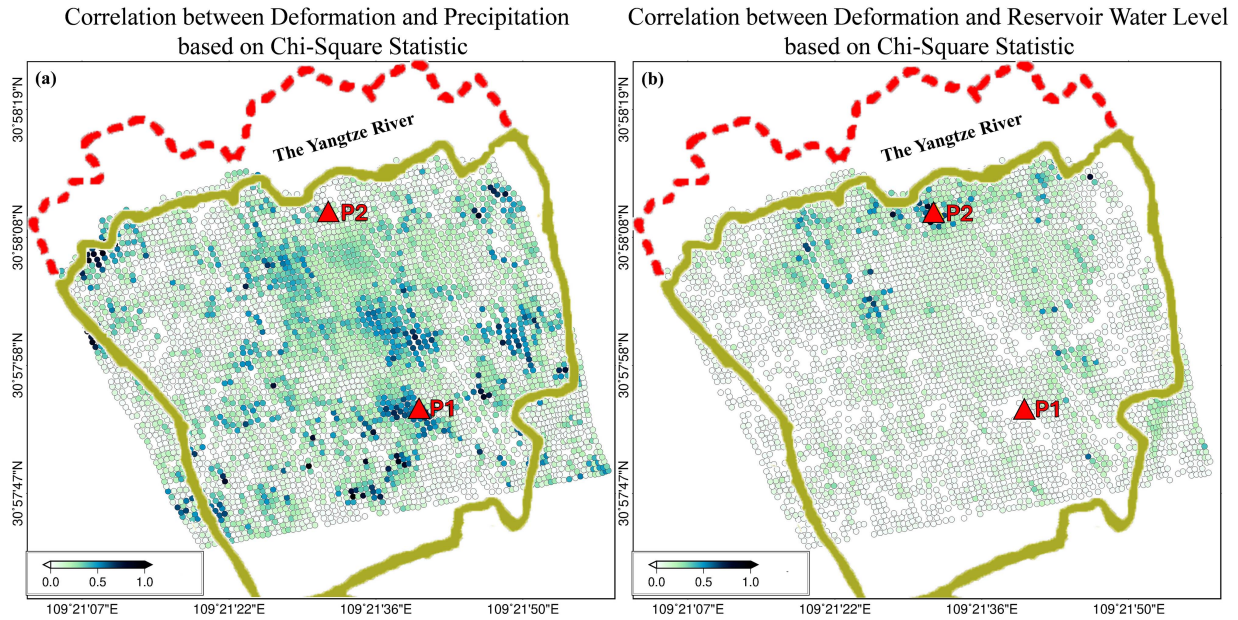 Correlation between Deformation and Precipitation
based on Chi-Square Statistic
(a)
The Yangtze River
P2
P1
30°58'19"N
30°58'08"N
30°57'58"N
30°57'47"N
0.0 0.5 1.0
109°21'07"E 109°21'22"E 109°21'36"E 109°21'50"E
Correlation between Deformation and Reservoir Water Level
based on Chi-Square Statistic
(b)
The Yangtze River
P2
P1
30°58'19"N
30°58'08"N
30°57'58"N
30°57'47"N
0.0 0.5 1.0
109°21'07"E 109°21'22"E 109°21'36"E 109°21'50"E